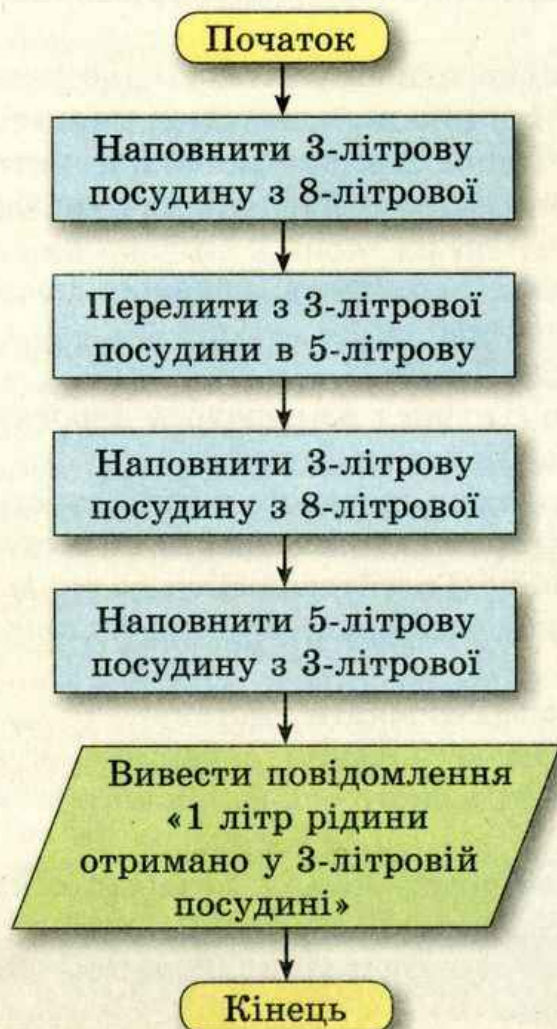 Початок
Наповнити 3-літрову
посудину з 8-літрової
Перелити з 3-літрової
посудини в 5-літрову
Наповнити 3-літрову
посудину з 8-літрової
Наповнити 5-літрову
посудину з 3-літрової
Вивести повідомлення
«1 літр рідини
отримано у 3-літровій
посудині»
Кінець